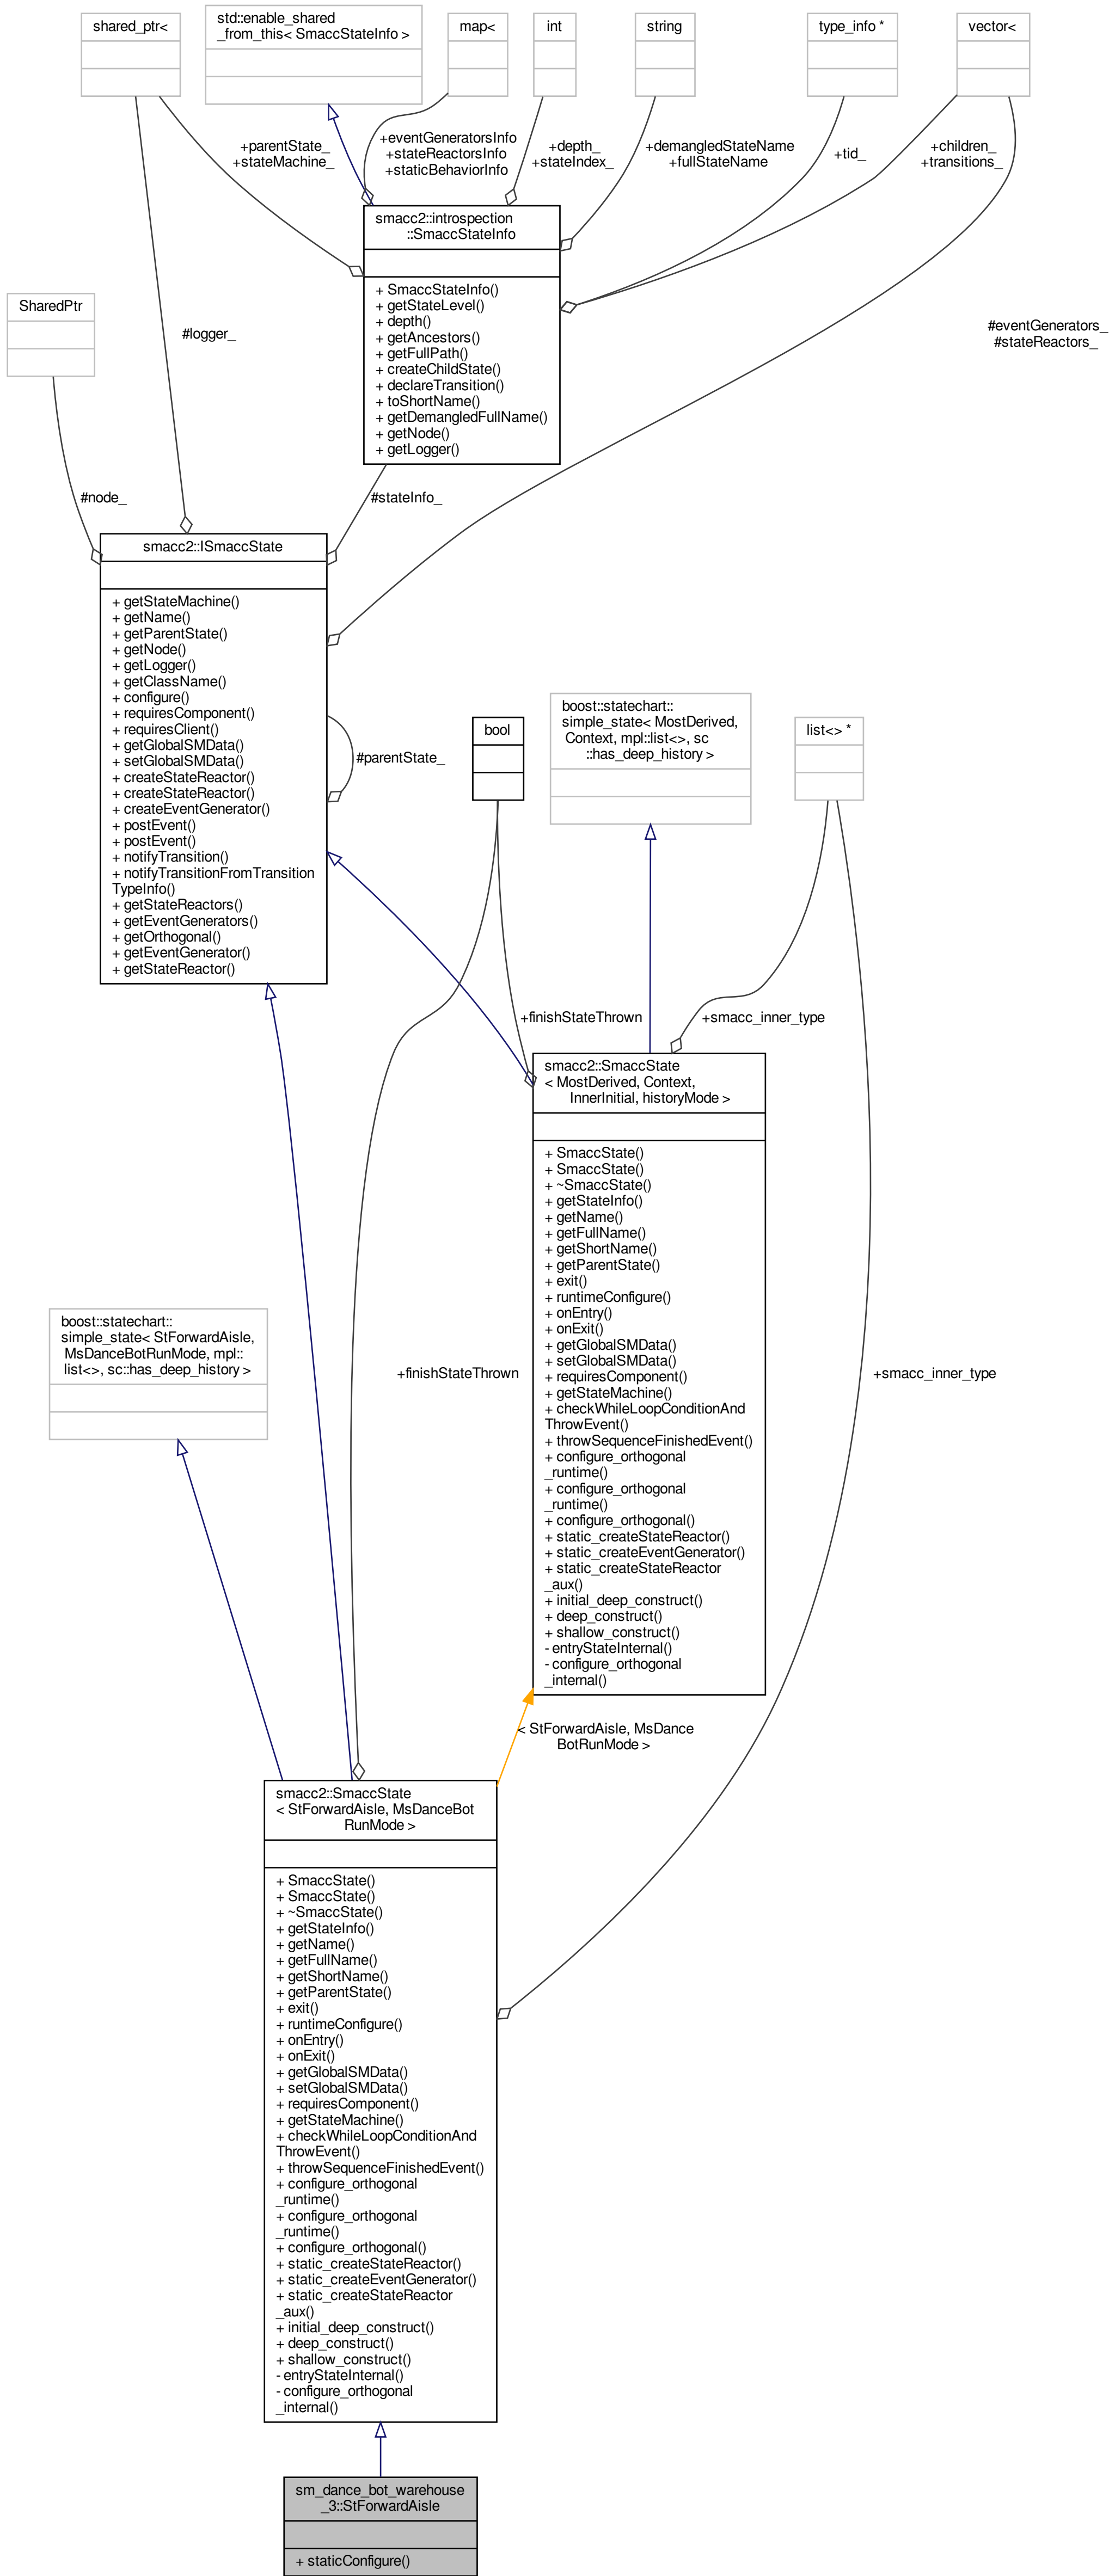 shared_ptr<
std::enable_shared
_from_this< SmaccStateInfo >
map<
int
string
type_info *
vector<
+parentState_
+stateMachine_
+eventGeneratorsInfo
+stateReactorsInfo
+staticBehaviorInfo
+depth_
+stateIndex_
+demangledStateName
+fullStateName
+tid_
+children_
+transitions_
smacc2::introspection
::SmaccStateInfo
+ SmaccStateInfo()
+ getStateLevel()
+ depth()
+ getAncestors()
+ getFullPath()
+ createChildState()
+ declareTransition()
+ toShortName()
+ getDemangledFullName()
+ getNode()
+ getLogger()
SharedPtr
#logger_
#eventGenerators_
#stateReactors_
#node_
#stateInfo_
smacc2::ISmaccState
+ getStateMachine()
+ getName()
+ getParentState()
+ getNode()
+ getLogger()
+ getClassName()
+ configure()
+ requiresComponent()
+ requiresClient()
+ getGlobalSMData()
+ setGlobalSMData()
+ createStateReactor()
+ createStateReactor()
+ createEventGenerator()
+ postEvent()
+ postEvent()
+ notifyTransition()
+ notifyTransitionFromTransition
TypeInfo()
+ getStateReactors()
+ getEventGenerators()
+ getOrthogonal()
+ getEventGenerator()
+ getStateReactor()
#parentState_
bool
boost::statechart::
simple_state< MostDerived,
Context, mpl::list<>, sc
::has_deep_history >
list<> *
+finishStateThrown
+smacc_inner_type
smacc2::SmaccState
< MostDerived, Context,
InnerInitial, historyMode >
+ SmaccState()
+ SmaccState()
+ ~SmaccState()
+ getStateInfo()
+ getName()
+ getFullName()
+ getShortName()
+ getParentState()
+ exit()
+ runtimeConfigure()
+ onEntry()
+ onExit()
+ getGlobalSMData()
+ setGlobalSMData()
+ requiresComponent()
+ getStateMachine()
+ checkWhileLoopConditionAnd
ThrowEvent()
+ throwSequenceFinishedEvent()
+ configure_orthogonal
_runtime()
+ configure_orthogonal
_runtime()
+ configure_orthogonal()
+ static_createStateReactor()
+ static_createEventGenerator()
+ static_createStateReactor
_aux()
+ initial_deep_construct()
+ deep_construct()
+ shallow_construct()
- entryStateInternal()
- configure_orthogonal
_internal()
boost::statechart::
simple_state< StForwardAisle,
MsDanceBotRunMode, mpl::
list<>, sc::has_deep_history >
+finishStateThrown
+smacc_inner_type
< StForwardAisle, MsDance
BotRunMode >
smacc2::SmaccState
< StForwardAisle, MsDanceBot
RunMode >
+ SmaccState()
+ SmaccState()
+ ~SmaccState()
+ getStateInfo()
+ getName()
+ getFullName()
+ getShortName()
+ getParentState()
+ exit()
+ runtimeConfigure()
+ onEntry()
+ onExit()
+ getGlobalSMData()
+ setGlobalSMData()
+ requiresComponent()
+ getStateMachine()
+ checkWhileLoopConditionAnd
ThrowEvent()
+ throwSequenceFinishedEvent()
+ configure_orthogonal
_runtime()
+ configure_orthogonal
_runtime()
+ configure_orthogonal()
+ static_createStateReactor()
+ static_createEventGenerator()
+ static_createStateReactor
_aux()
+ initial_deep_construct()
+ deep_construct()
+ shallow_construct()
- entryStateInternal()
- configure_orthogonal
_internal()
sm_dance_bot_warehouse
_3::StForwardAisle
+ staticConfigure()